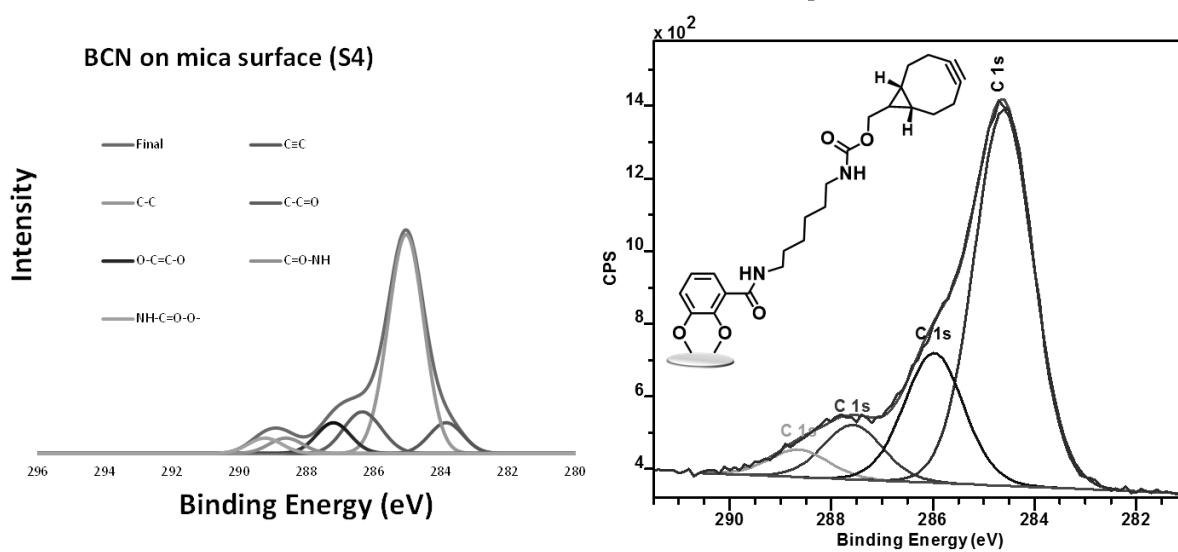 BCN on mica surface (S4)
Final
C≡C
C-C
C-C=O
O-C=C-O
C=O-NH
NH-C=O-O-
Intensity
296 294 292 290 288 286 284 282 280
Binding Energy (eV)
x 10²
14
12
10
8
6
4
CPS
C 1s
C 1s
C 1s
C 1s
H
H
O
O
NH
HN
O
O
O
290 288 286 284 282
Binding Energy (eV)